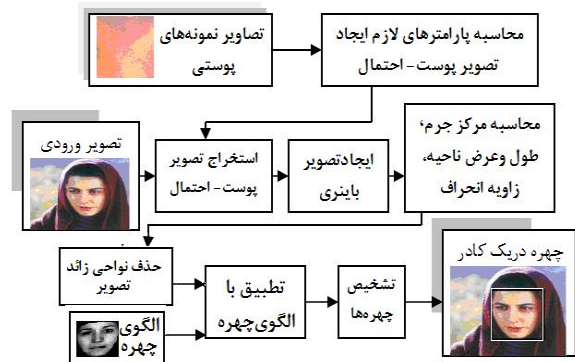 تصاویر نمونه‌های
پوستی
محاسبه پارامترهای لازم ایجاد
تصویر پوست - احتمال
تصویر ورودی
استخراج تصویر
پوست - احتمال
ایجادتصویر
باینری
محاسبه مرکز جرم،
طول وعرض ناحیه،
زاویه انحراف
حذف نواحی زائد
تصویر
الگوی
چهره
تطبیق با
الگوی‌چهره
تشخیص
چهره‌ها
چهره دریک کادر